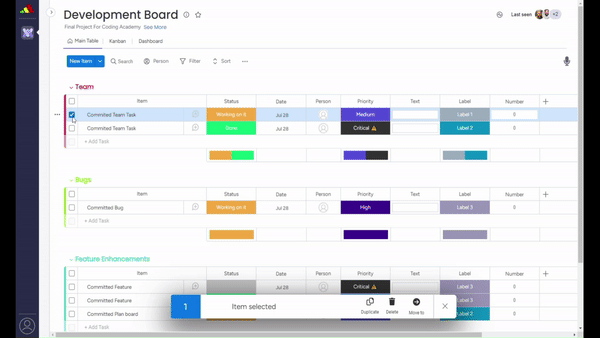 Development Board
Last seen +2
Final Project For Coding Academy See More
Main Table Kanban Dashboard
New Item Search Person Filter Sort
Team
Item Status Date Person Priority Text Label Number
Commited Team Task Working on it Jul 28 Medium Label 1 0
Commited Team Task Done Jul 28 Critical Label 2 0
+ Add Task
Bugs
Item Status Date Person Priority Text Label Number
Committed Bug Working on it Jul 28 High Label 3 0
+ Add Task
Feature Enhancements
Item Status Date Person Priority Text Label Number
Committed Feature Jul 28 Critical Label 3 0
Committed Feature Label 3 0
Commited Plan board Label 2 0
+ Add Task
1 Item selected Duplicate Delete Move to